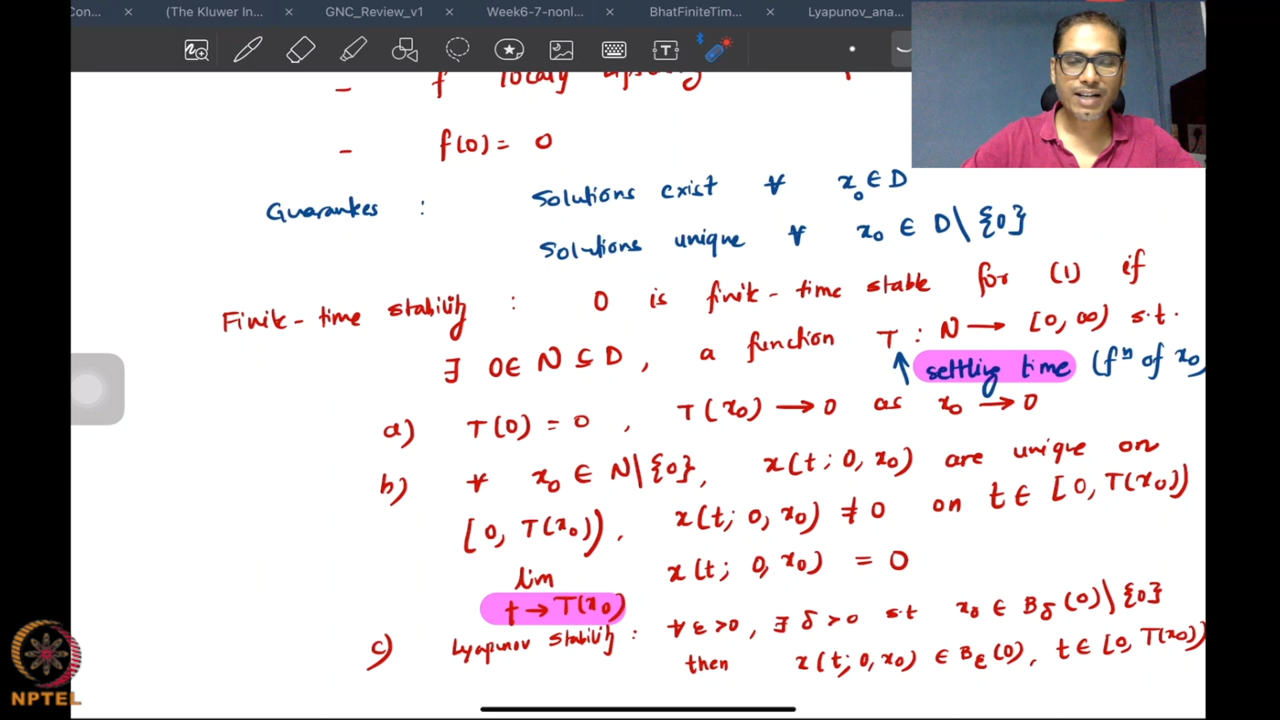 Con...
(The Kluwer In...
GNC_Review_v1
Week6-7-nonl...
BhatFiniteTim...
Lyapunov_ana...
- f
- f(0) = 0
Guarantees : Solutions exist ∀ x₀ ∈ D
Solutions unique ∀ x₀ ∈ D\{0}
Finite-time stability : 0 is finite-time stable for (1) if
∃ 0 ∈ N ⊆ D, a function T : N → [0, ∞) s.t.
settling time (fⁿ of x₀)
a) T(0) = 0, T(x₀) → 0 as x₀ → 0
b) ∀ x₀ ∈ N\{0}, x(t; 0, x₀) are unique on
[0, T(x₀)), x(t; 0, x₀) ≠ 0 on t ∈ [0, T(x₀))
lim x(t; 0, x₀) = 0
t → T(x₀)
c) Lyapunov stability : ∀ ε > 0, ∃ δ > 0 s.t x₀ ∈ B_δ(0)\{0}
then x(t; 0, x₀) ∈ B_ε(0), t ∈ [0, T(x₀))
NPTEL